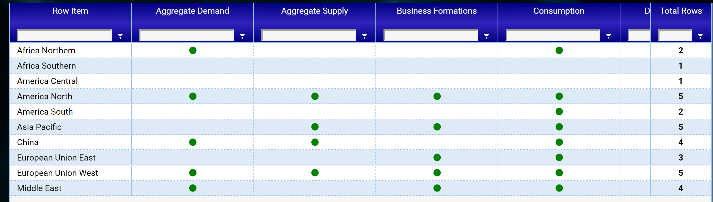 Row Item Aggregate Demand Aggregate Supply Business Formations Consumption D Total Rows
Africa Northern 2
Africa Southern 1
America Central 1
America North 5
America South 2
Asia Pacific 5
China 4
European Union East 3
European Union West 5
Middle East 4